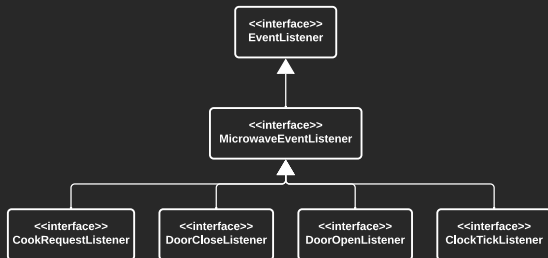 <<interface>>
EventListener
<<interface>>
MicrowaveEventListener
<<interface>>
CookRequestListener
<<interface>>
DoorCloseListener
<<interface>>
DoorOpenListener
<<interface>>
ClockTickListener